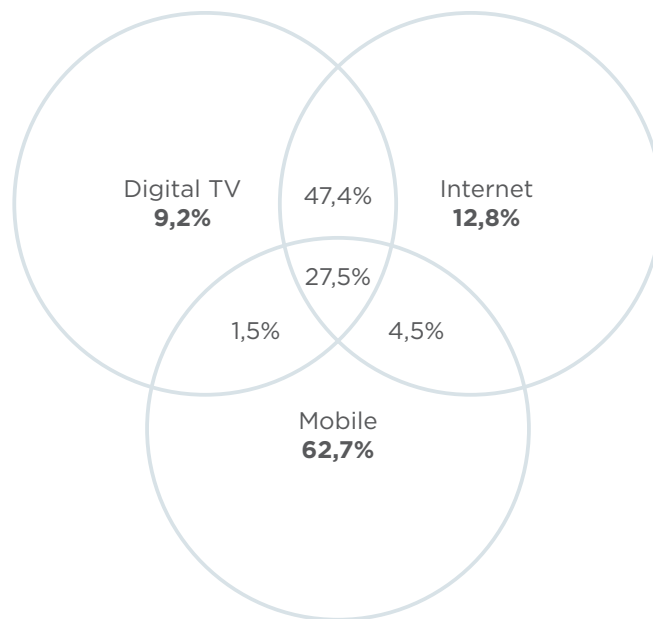 Digital TV
9,2%
47,4%
Internet
12,8%
27,5%
1,5%
4,5%
Mobile
62,7%